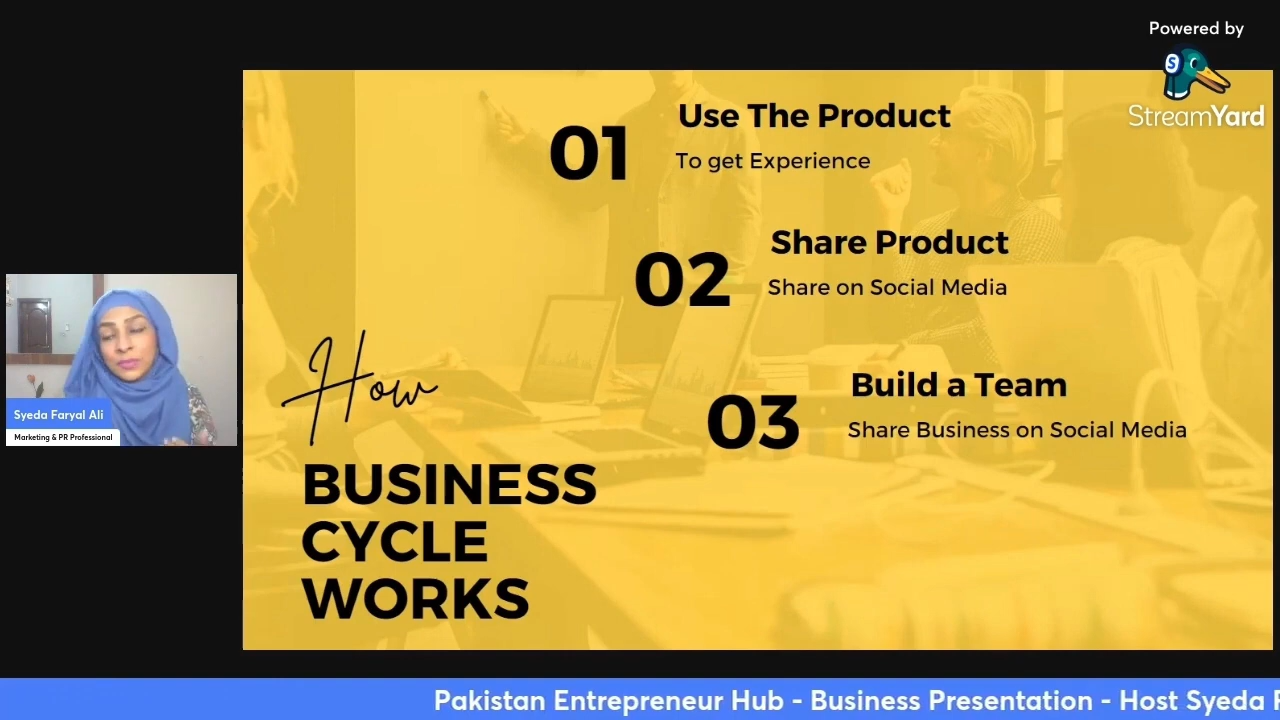 Powered by
StreamYard
01
Use The Product
To get Experience
02
Share Product
Share on Social Media
03
Build a Team
Share Business on Social Media
How
BUSINESS
CYCLE
WORKS
Syeda Faryal Ali
Marketing & PR Professional
Pakistan Entrepreneur Hub - Business Presentation - Host Syeda